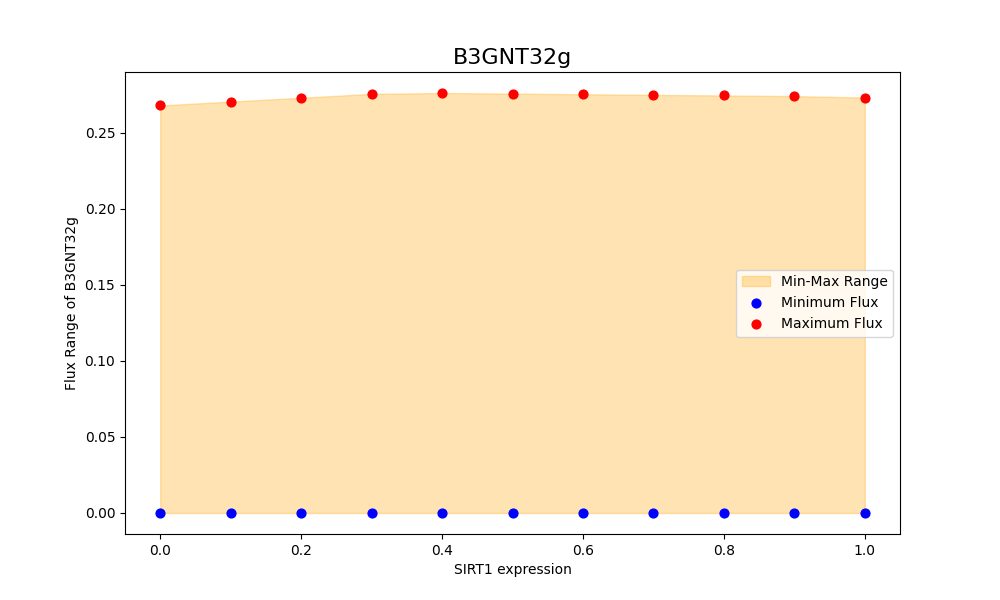 B3GNT32g
Flux Range of B3GNT32g
0.25
0.20
0.15
0.10
0.05
0.00
Min-Max Range
Minimum Flux
Maximum Flux
0.0 0.2 0.4 0.6 0.8 1.0
SIRT1 expression